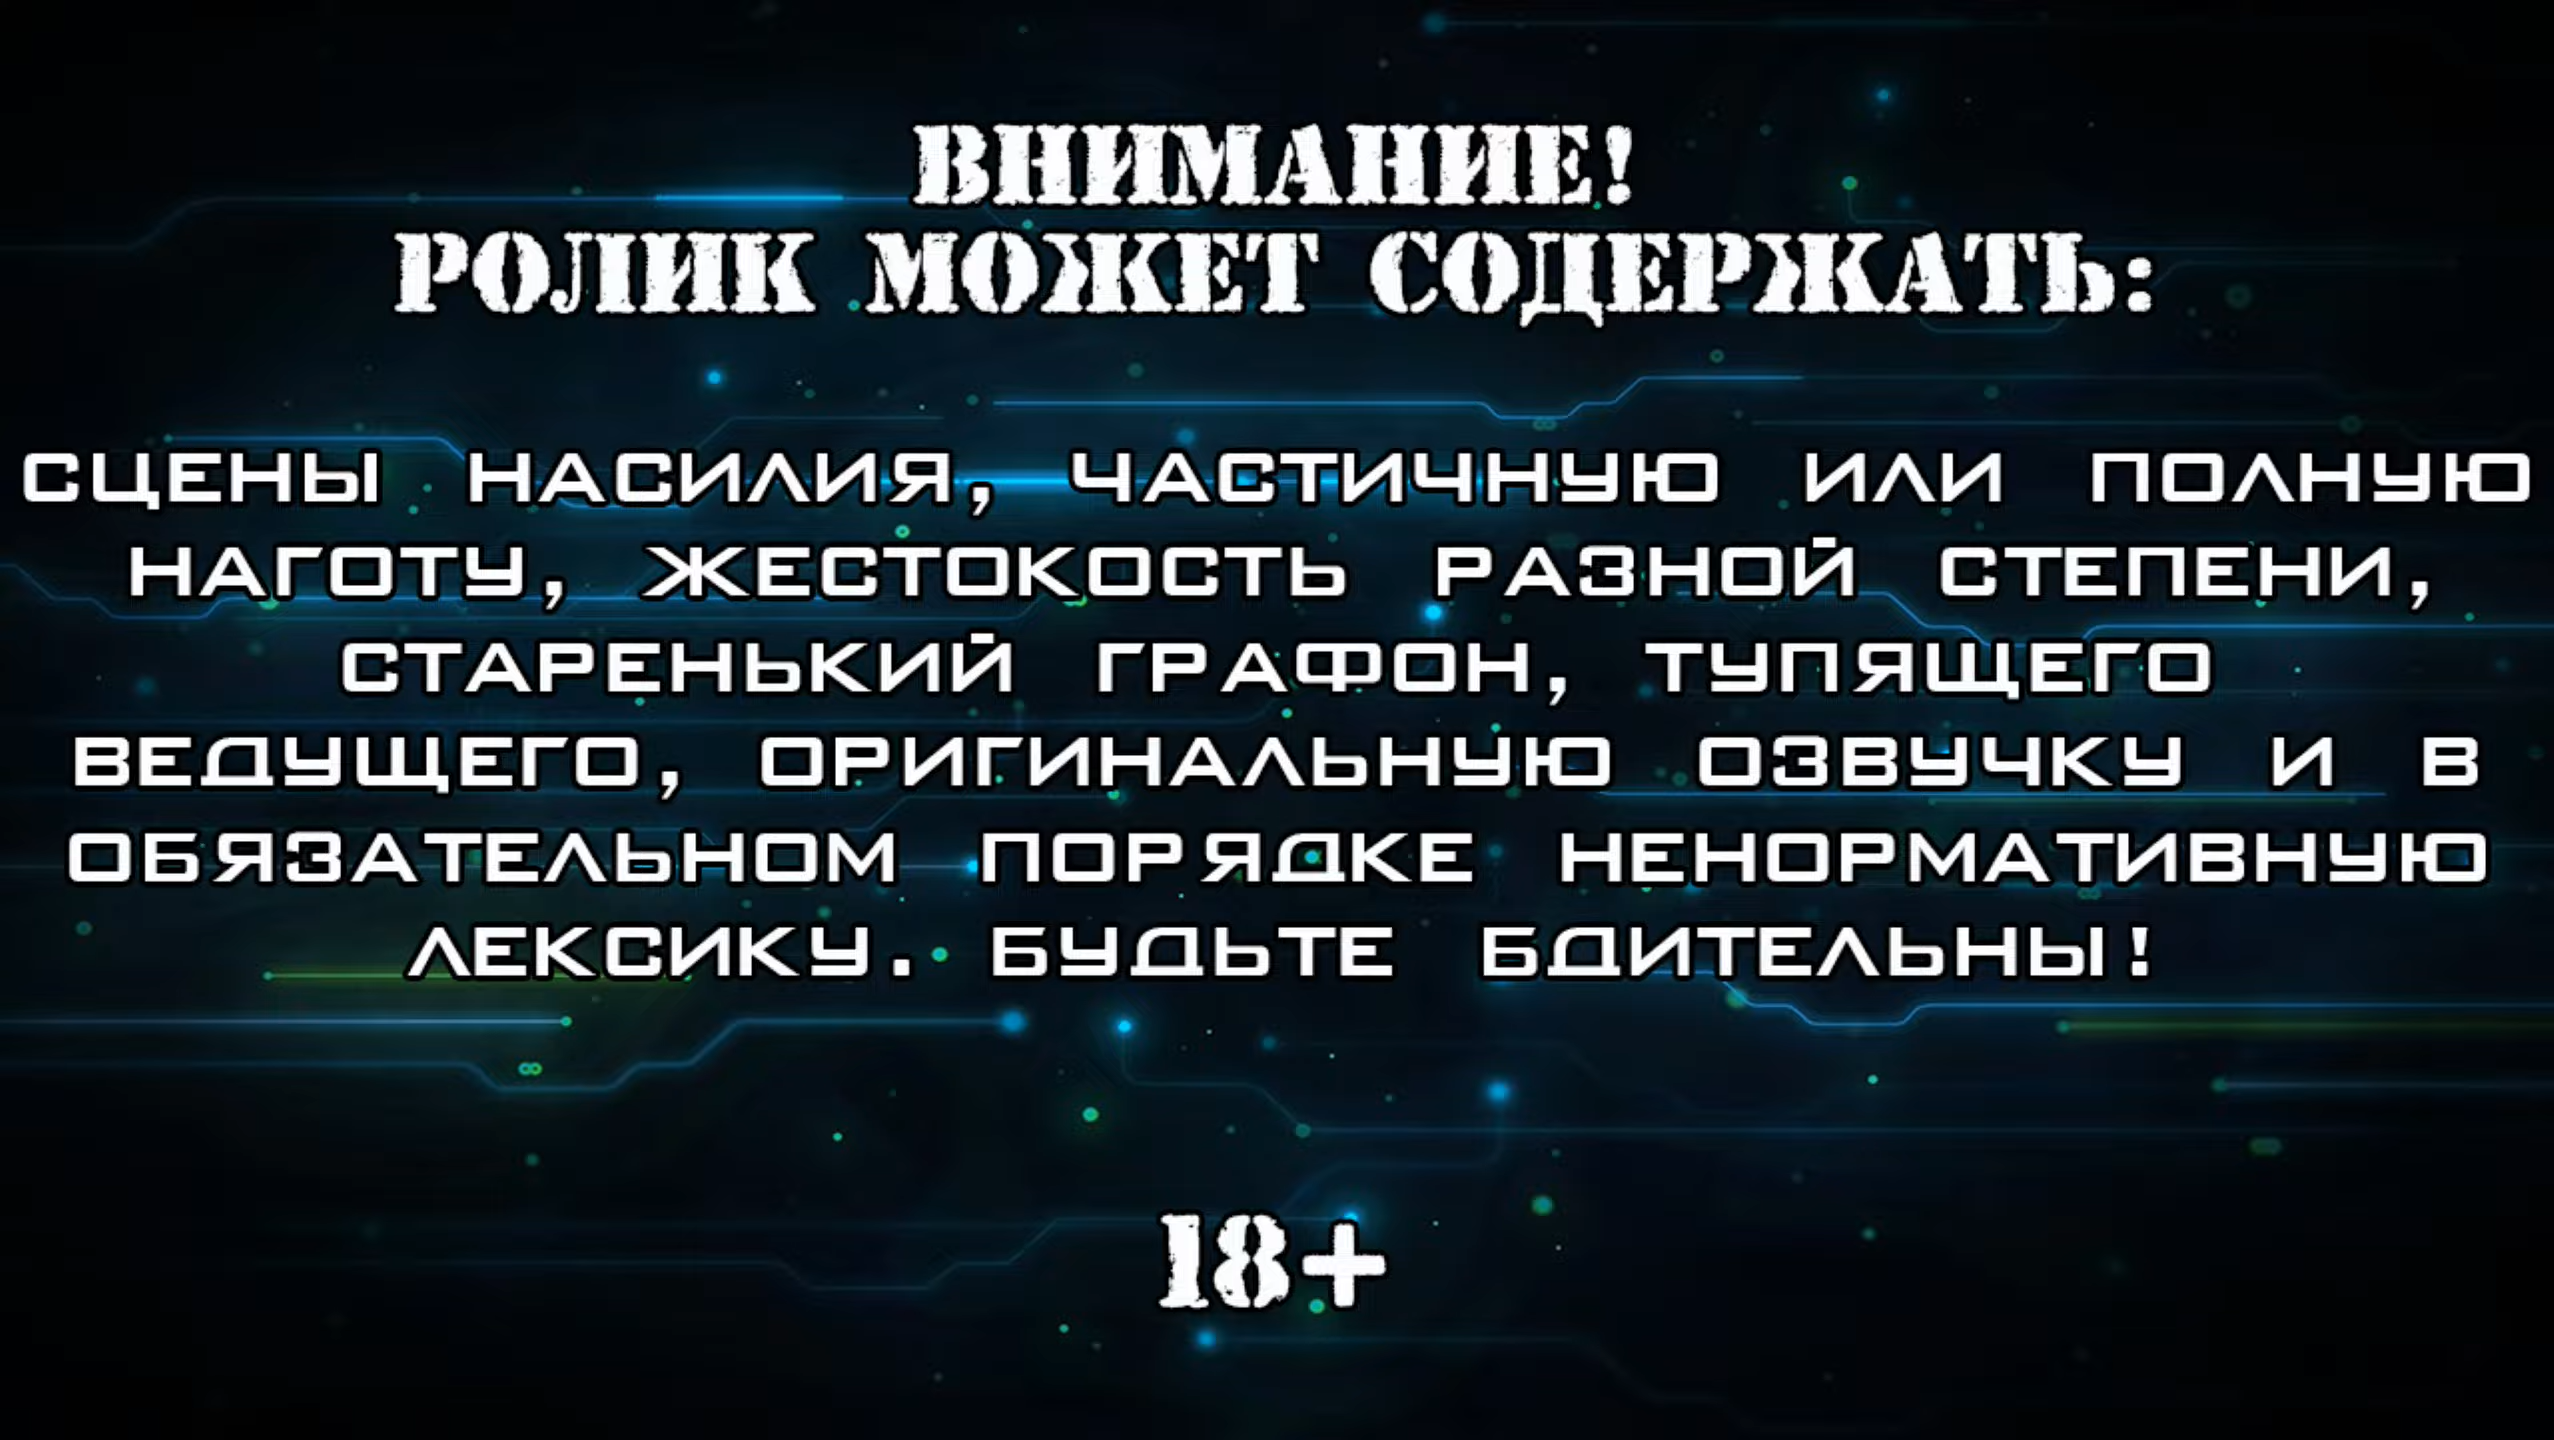 ВНИМАНИЕ!
РОЛИК МОЖЕТ СОДЕРЖАТЬ:
СЦЕНЫ НАСИЛИЯ, ЧАСТИЧНУЮ ИЛИ ПОЛНУЮ
НАГОТУ, ЖЕСТОКОСТЬ РАЗНОЙ СТЕПЕНИ,
СТАРЕНЬКИЙ ГРАФОН, ТУПЯЩЕГО
ВЕДУЩЕГО, ОРИГИНАЛЬНУЮ ОЗВУЧКУ И В
ОБЯЗАТЕЛЬНОМ ПОРЯДКЕ НЕНОРМАТИВНУЮ
ЛЕКСИКУ. БУДЬТЕ БДИТЕЛЬНЫ!
18+